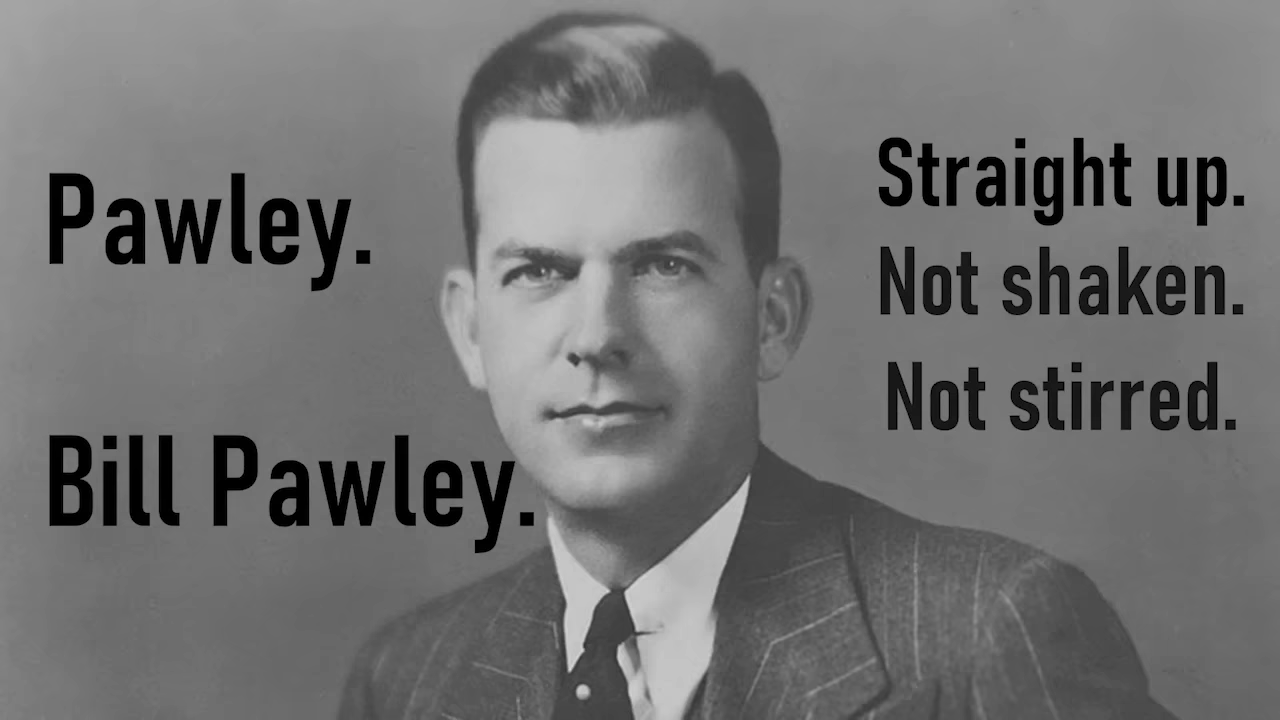 Pawley.
Bill Pawley.
Straight up.
Not shaken.
Not stirred.